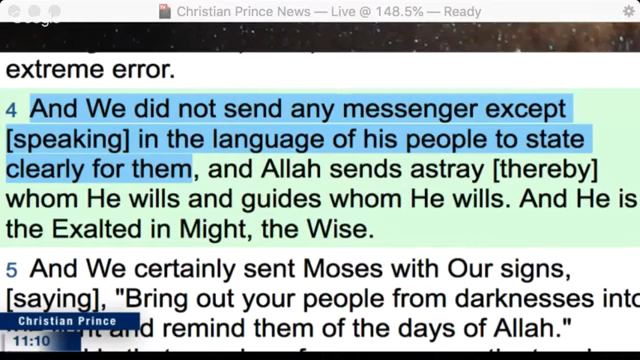 Christian Prince News — Live @ 148.5% — Ready
extreme error.
4 And We did not send any messenger except
[speaking] in the language of his people to state
clearly for them, and Allah sends astray [thereby]
whom He wills and guides whom He wills. And He is
the Exalted in Might, the Wise.
5 And We certainly sent Moses with Our signs,
[saying], "Bring out your people from darknesses into
and remind them of the days of Allah."
Christian Prince
11:10